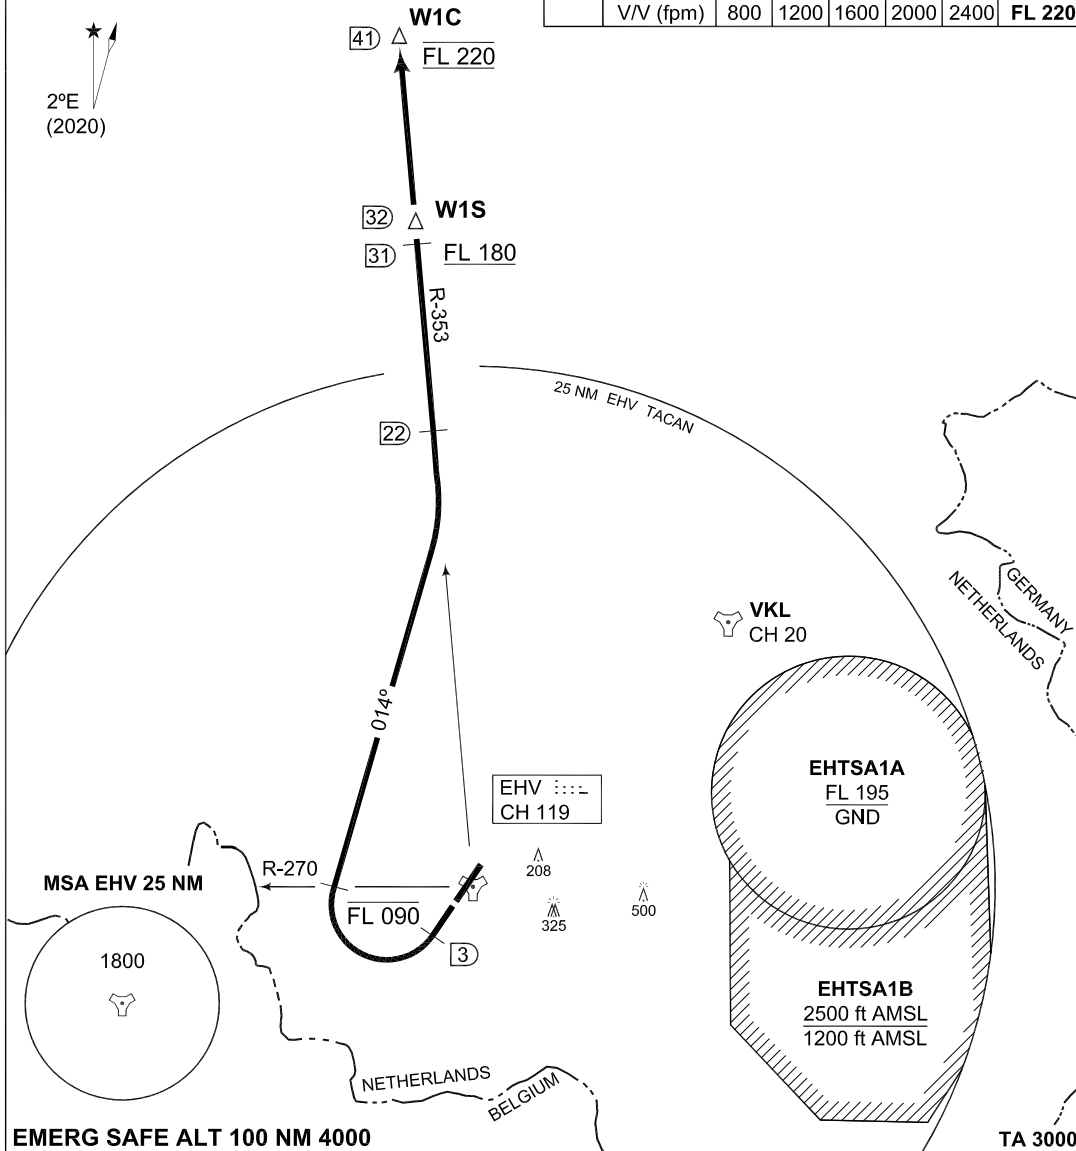 V/V (fpm) 800 1200 1600 2000 2400 FL 220
W1C
41
FL 220
2ºE
(2020)
W1S
32
31
FL 180
R-353
25 NM EHV TACAN
22
GERMANY
NETHERLANDS
VKL
CH 20
014º
EHTSA1A
FL 195
GND
EHV
CH 119
208
R-270
MSA EHV 25 NM
FL 090
325
500
3
1800
EHTSA1B
2500 ft AMSL
1200 ft AMSL
NETHERLANDS
BELGIUM
EMERG SAFE ALT 100 NM 4000
TA 3000